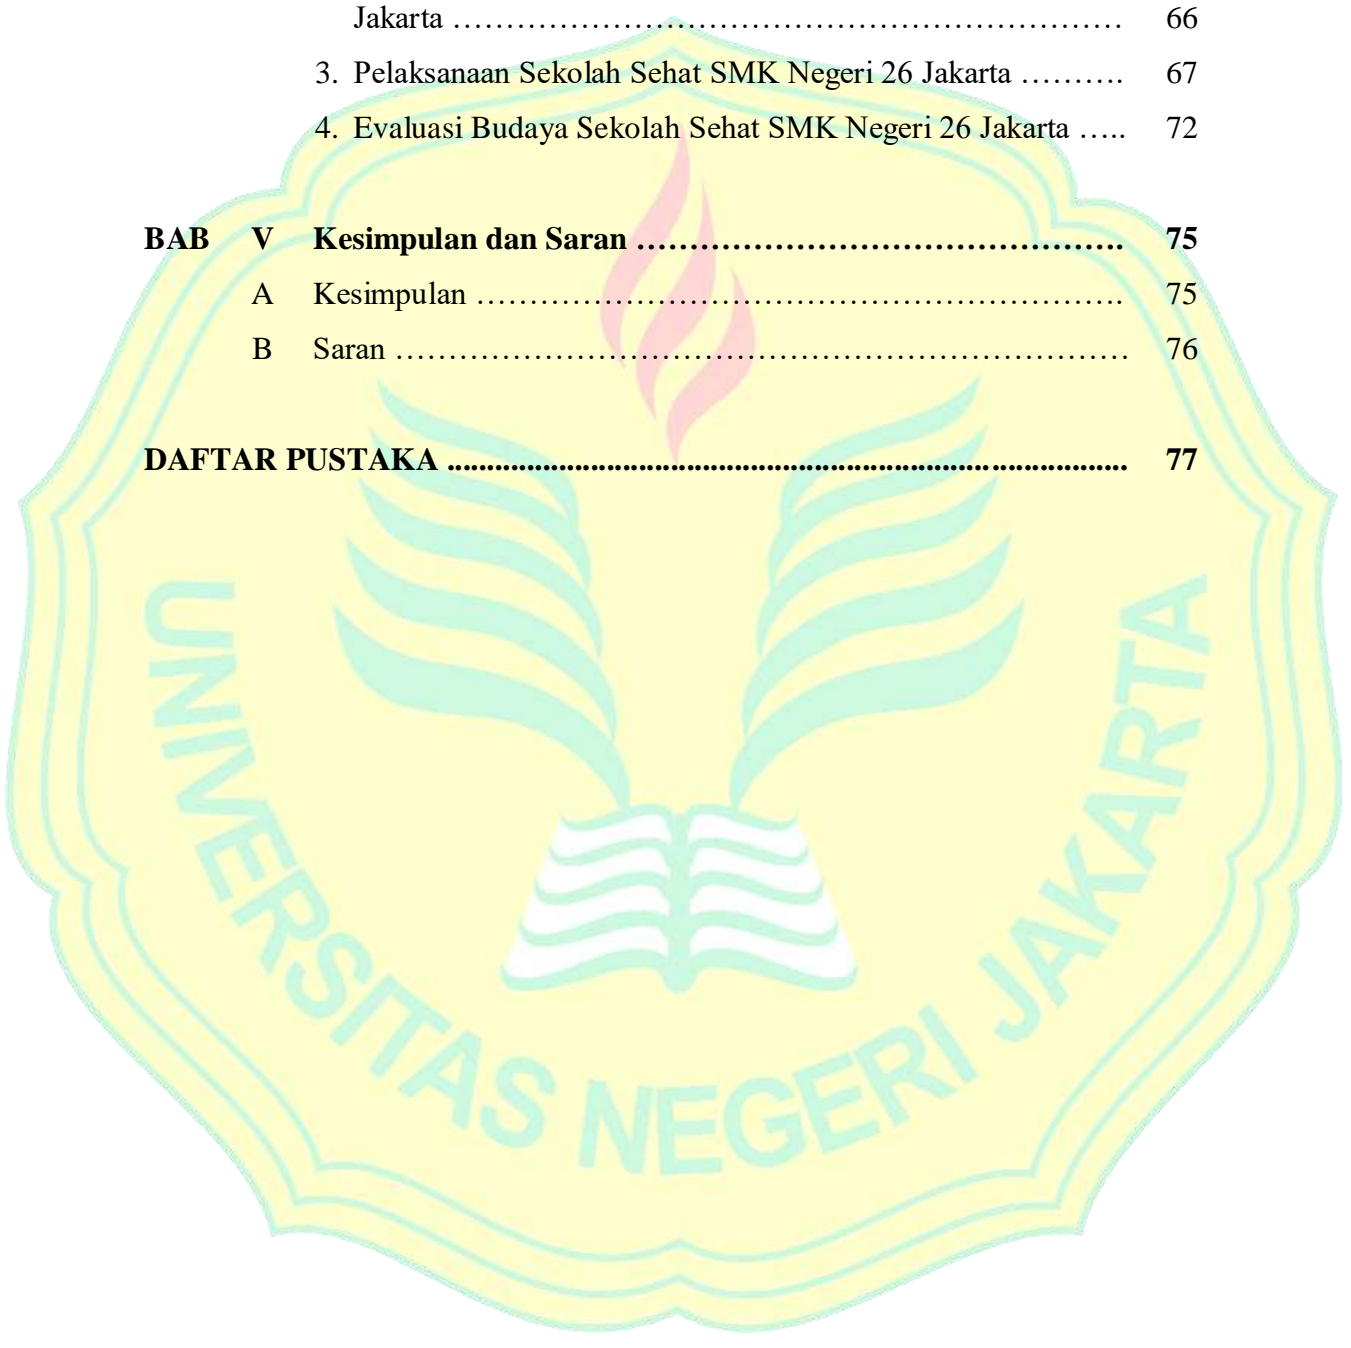 Jakarta …………………………………………………………… 66
3. Pelaksanaan Sekolah Sehat SMK Negeri 26 Jakarta ………. 67
4. Evaluasi Budaya Sekolah Sehat SMK Negeri 26 Jakarta ….. 72
BAB V Kesimpulan dan Saran …………………………………………. 75
A Kesimpulan …………………………………………………………. 75
B Saran ………………………………………………………………… 76
DAFTAR PUSTAKA ...................................................................................... 77
UNIVERSITAS NEGERI JAKARTA